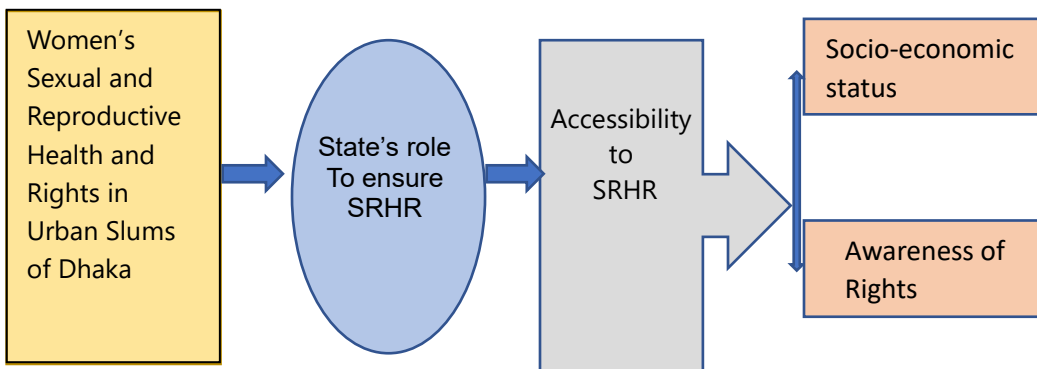 Women’s
Sexual and
Reproductive
Health and
Rights in
Urban Slums
of Dhaka
State’s role
To ensure
SRHR
Accessibility
to
SRHR
Socio-economic
status
Awareness of
Rights